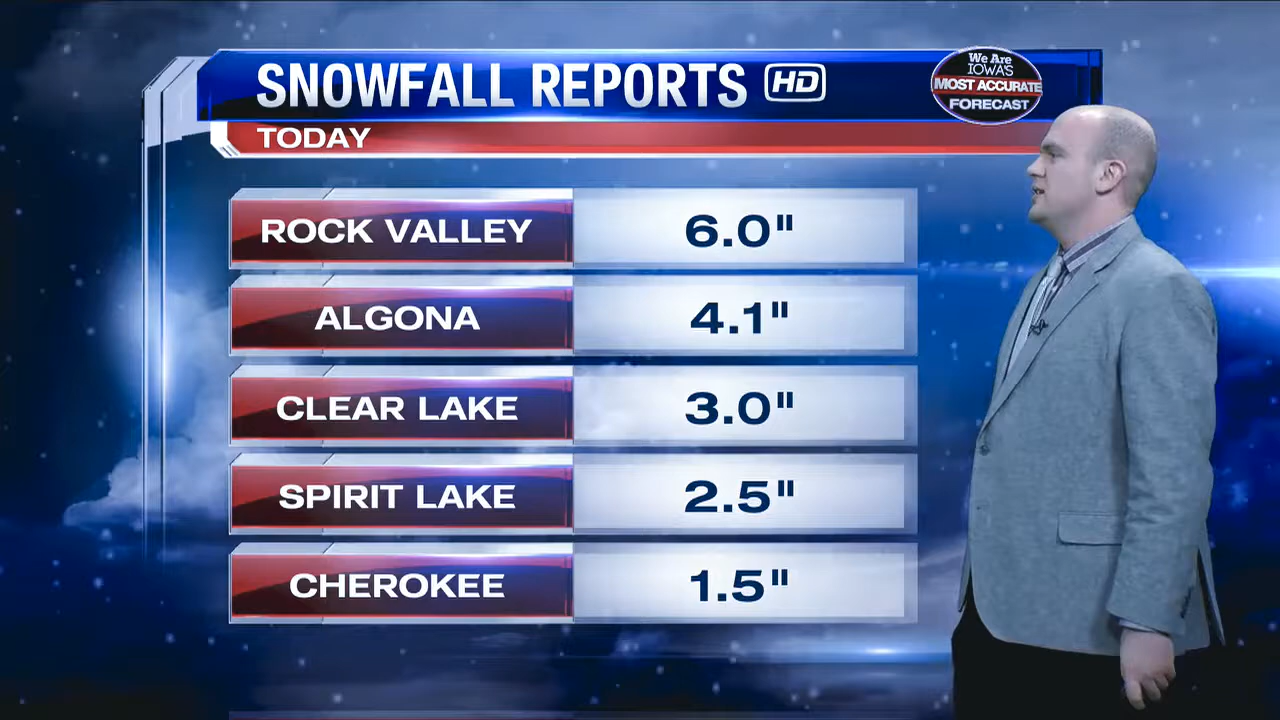 SNOWFALL REPORTS HD
We Are
IOWA'S
MOST ACCURATE
FORECAST
TODAY
ROCK VALLEY 6.0"
ALGONA 4.1"
CLEAR LAKE 3.0"
SPIRIT LAKE 2.5"
CHEROKEE 1.5"